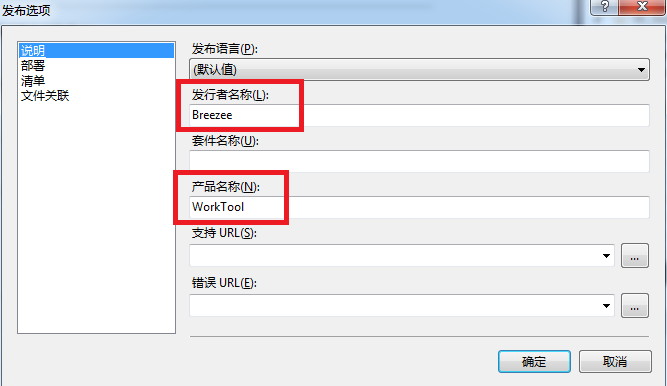 发布选项
?
说明
部署
清单
文件关联
发布语言(P):
(默认值)
发行者名称(L):
Breezee
套件名称(U):
产品名称(N):
WorkTool
支持 URL(S):
...
错误 URL(E):
...
确定
取消